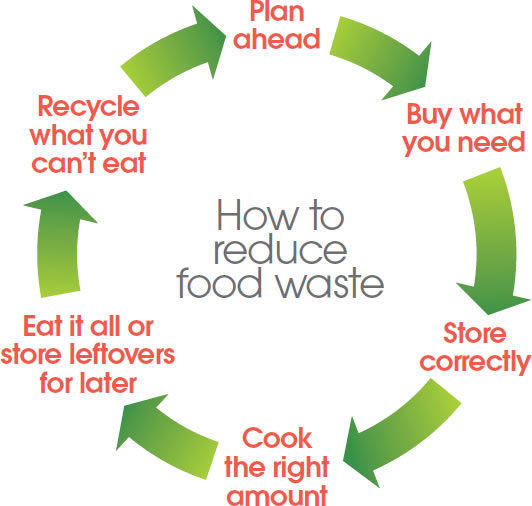 Plan
ahead
Buy what
you need
Store
correctly
Cook
the right
amount
Eat it all or
store leftovers
for later
Recycle
what you
can't eat
How to
reduce
food waste